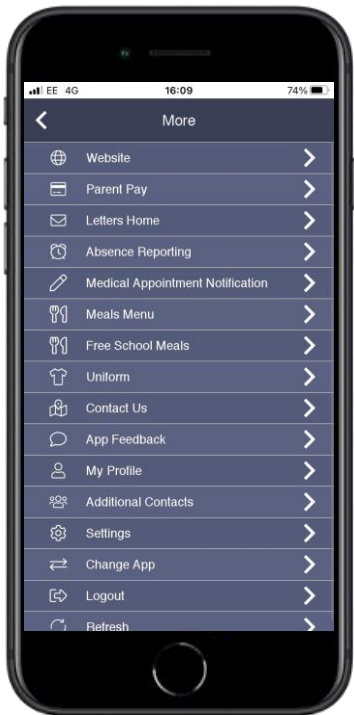 EE 4G 16:09 74%
More
Website
Parent Pay
Letters Home
Absence Reporting
Medical Appointment Notification
Meals Menu
Free School Meals
Uniform
Contact Us
App Feedback
My Profile
Additional Contacts
Settings
Change App
Logout
Refresh